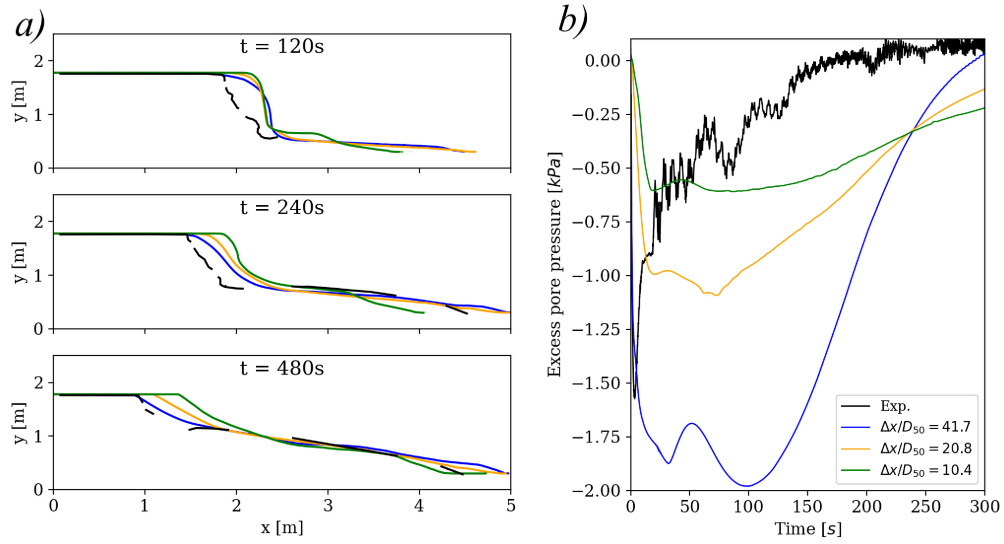 a)
t = 120s
2
1
0
y [m]
t = 240s
2
1
0
y [m]
t = 480s
2
1
0
y [m]
0 1 2 3 4 5
x [m]
b)
0.00
−0.25
−0.50
−0.75
−1.00
−1.25
−1.50
−1.75
−2.00
Excess pore pressure [kPa]
Exp.
Δx/D₅₀ = 41.7
Δx/D₅₀ = 20.8
Δx/D₅₀ = 10.4
0 50 100 150 200 250 300
Time [s]